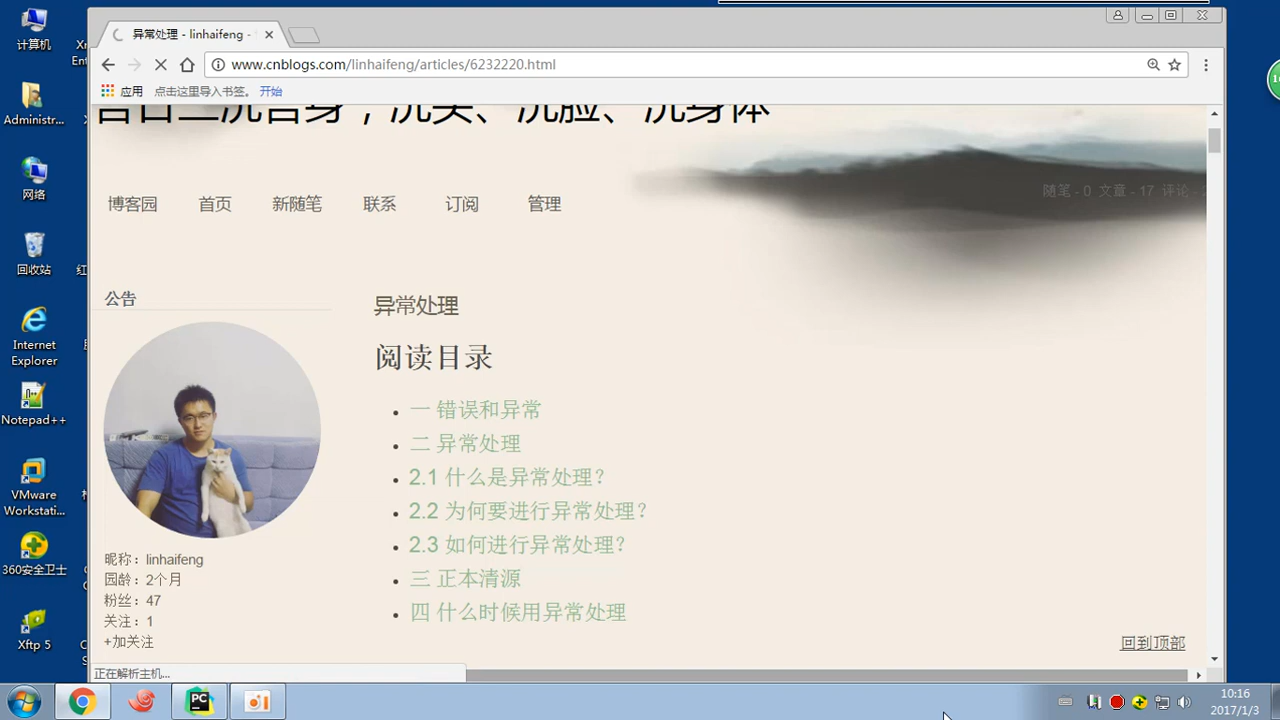 异常处理 - linhaifeng -
www.cnblogs.com/linhaifeng/articles/6232220.html
应用 点击这里导入书签。 开始
吾日三洗吾身，洗头、洗脸、洗身体
随笔 - 0 文章 - 17 评论 -
博客园 首页 新随笔 联系 订阅 管理
公告
昵称：linhaifeng
园龄：2个月
粉丝：47
关注：1
+加关注
异常处理
阅读目录
一 错误和异常
二 异常处理
2.1 什么是异常处理？
2.2 为何要进行异常处理？
2.3 如何进行异常处理？
三 正本清源
四 什么时候用异常处理
回到顶部
正在解析主机...
计算机
Administr...
网络
回收站
Internet
Explorer
Notepad++
VMware
Workstati...
360安全卫士
Xftp 5
10:16
2017/1/3